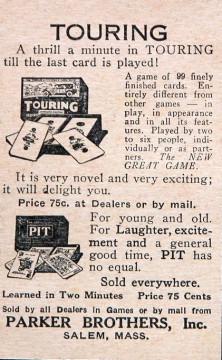 TOURING
A thrill a minute in TOURING
till the last card is played!
A game of 99 finely
finished cards. En-
tirely different from
other games — in
play, in appearance
and in all its feat-
ures. Played by two
to six people, indi-
vidually or as part-
ners. The NEW
GREAT GAME.
TOURING
It is very novel and very exciting;
it will delight you.
Price 75c. at Dealers or by mail.
PIT
For young and old.
For Laughter, excite-
ment and a general
good time, PIT has
no equal.
Sold everywhere.
Learned in Two Minutes Price 75 Cents
Sold by all Dealers in Games or by mail from
PARKER BROTHERS, Inc.
SALEM, MASS.